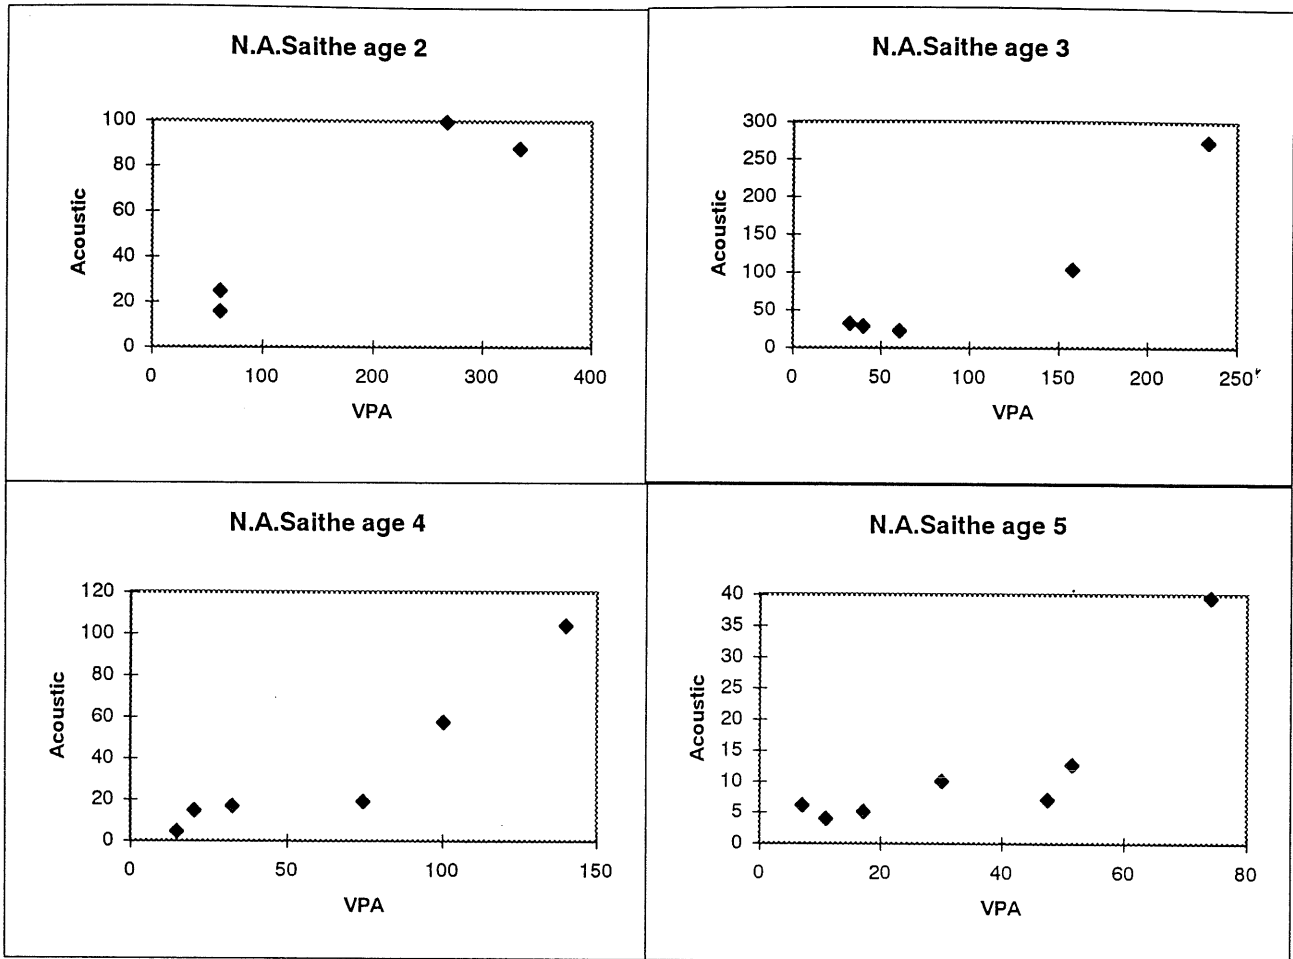 N.A.Saithe age 2
100
80
60
40
20
0
Acoustic
0 100 200 300 400
VPA
N.A.Saithe age 3
300
250
200
150
100
50
0
Acoustic
0 50 100 150 200 250
VPA
N.A.Saithe age 4
120
100
80
60
40
20
0
Acoustic
0 50 100 150
VPA
N.A.Saithe age 5
40
35
30
25
20
15
10
5
0
Acoustic
0 20 40 60 80
VPA